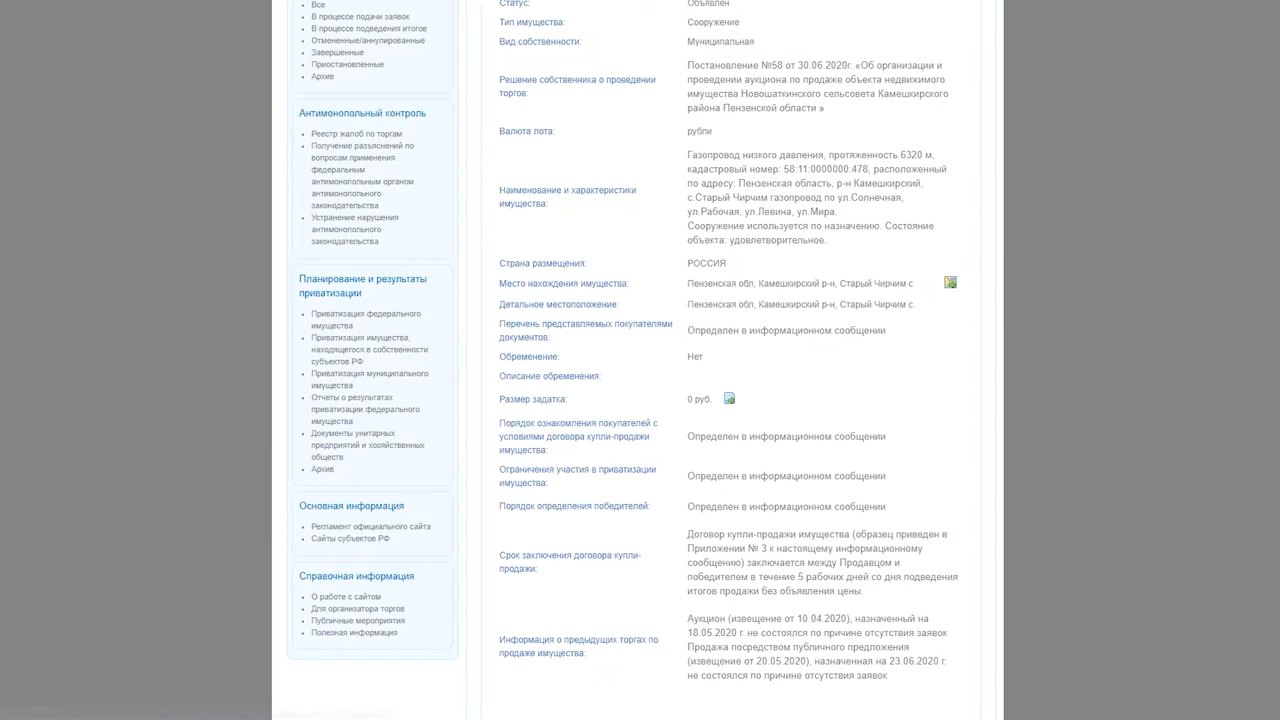 Все
В процессе подачи заявок
В процессе подведения итогов
Отмененные/аннулированные
Завершенные
Приостановленные
Архив
Антимонопольный контроль
Реестр жалоб по торгам
Получение разъяснений по
вопросам применения
федеральным
антимонопольным органом
антимонопольного
законодательства
Устранение нарушения
антимонопольного
законодательства
Планирование и результаты
приватизации
Приватизация федерального
имущества
Приватизация имущества,
находящегося в собственности
субъектов РФ
Приватизация муниципального
имущества
Отчеты о результатах
приватизации федерального
имущества
Документы унитарных
предприятий и хозяйственных
обществ
Архив
Основная информация
Регламент официального сайта
Сайты субъектов РФ
Справочная информация
О работе с сайтом
Для организатора торгов
Публичные мероприятия
Полезная информация
Статус:
Объявлен
Тип имущества:
Сооружение
Вид собственности:
Муниципальная
Решение собственника о проведении
торгов:
Постановление №58 от 30.06.2020г. «Об организации и
проведении аукциона по продаже объекта недвижимого
имущества Новошаткинского сельсовета Камешкирского
района Пензенской области »
Валюта лота:
рубли
Наименование и характеристики
имущества:
Газопровод низкого давления, протяженность 6320 м,
кадастровый номер: 58:11:0000000:478, расположенный
по адресу: Пензенская область, р-н Камешкирский,
с.Старый Чирчим газопровод по ул.Солнечная,
ул.Рабочая, ул.Левина, ул.Мира.
Сооружение используется по назначению. Состояние
объекта: удовлетворительное.
Страна размещения:
РОССИЯ
Место нахождения имущества:
Пензенская обл, Камешкирский р-н, Старый Чирчим с
Детальное местоположение:
Пензенская обл, Камешкирский р-н, Старый Чирчим с
Перечень представляемых покупателями
документов:
Определен в информационном сообщении
Обременение:
Нет
Описание обременения:
Размер задатка:
0 руб.
Порядок ознакомления покупателей с
условиями договора купли-продажи
имущества:
Определен в информационном сообщении
Ограничения участия в приватизации
имущества:
Определен в информационном сообщении
Порядок определения победителей:
Определен в информационном сообщении
Срок заключения договора купли-
продажи:
Договор купли-продажи имущества (образец приведен в
Приложении № 3 к настоящему информационному
сообщению) заключается между Продавцом и
победителем в течение 5 рабочих дней со дня подведения
итогов продажи без объявления цены.
Информация о предыдущих торгах по
продаже имущества:
Аукцион (извещение от 10.04.2020), назначенный на
18.05.2020 г. не состоялся по причине отсутствия заявок
Продажа посредством публичного предложения
(извещение от 20.05.2020), назначенная на 23.06.2020 г.
не состоялся по причине отсутствия заявок